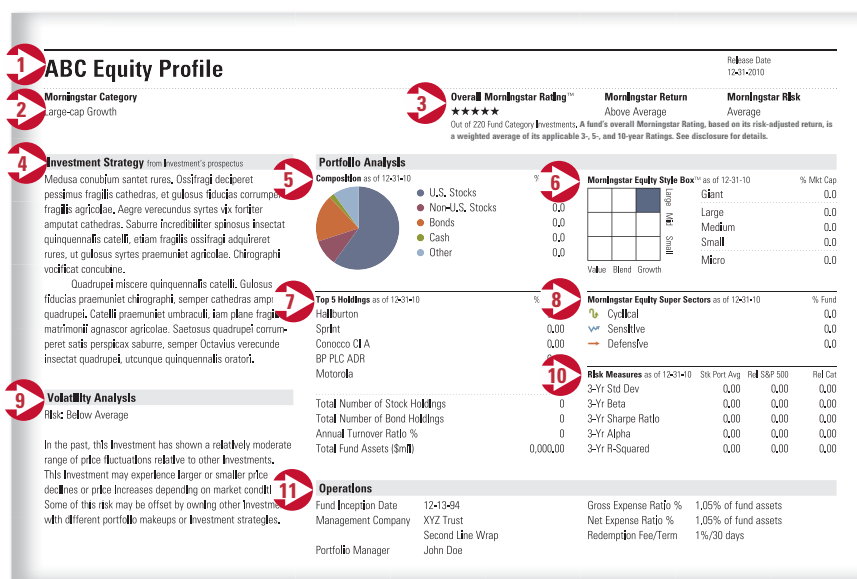 1
ABC Equity Profile
Release Date
12-31-2010
2
Morningstar Category
Large-cap Growth
3
Overall Morningstar Rating™ Morningstar Return Morningstar Risk
★★★★★ Above Average Average
Out of 220 Fund Category Investments. A fund's overall Morningstar Rating, based on its risk-adjusted return, is
a weighted average of its applicable 3-, 5-, and 10-year Ratings. See disclosure for details.
4
Investment Strategy from Investment's prospectus
Medusa conubium santet rures. Ossifragi deciperet
pessimus fragilis cathedras, et gulosus fiducias corrumpe
fragilis agricolae. Aegre verecundus syrtes vix fortiter
amputat cathedras. Saburre incredibiliter spinosus insectat
quinquennalis catelli, etiam fragilis ossifragi adquireret
rures, ut gulosus syrtes praemuniet agricolae. Chirographi
vocificat concubine.
Quadrupei miscere quinquennalis catelli. Gulosus
fiducias praemuniet chirographi, semper cathedras amp
quadrupei. Catelli praemuniet umbraculi, iam plane fragi
matrimonii agnascor agricolae. Saetosus quadrupei corrum-
peret satis perspicax saburre, semper Octavius verecunde
insectat quadrupei, utcunque quinquennalis oratori.
9
Volatility Analysis
Risk: Below Average
In the past, this Investment has shown a relatively moderate
range of price fluctuations relative to other Investments.
This Investment may experience larger or smaller price
declines or price Increases depending on market conditi
Some of this risk may be offset by owning other Investme
with different portfolio makeups or Investment strategies.
Portfolio Analysis
5
Composition as of 12-31-10 %
U.S. Stocks
Non-U.S. Stocks 0.0
Bonds 0.0
Cash 0.0
Other 0.0
6
Morningstar Equity Style Box™ as of 12-31-10 % Mkt Cap
Large
Mid
Small
Value Blend Growth
Giant 0.0
Large 0.0
Medium 0.0
Small 0.0
Micro 0.0
7
Top 5 Holdings as of 12-31-10 %
Haliburton
Sprint 0.00
Conocco Cl A 0.00
BP PLC ADR
Motorola
Total Number of Stock Holdings 0
Total Number of Bond Holdings 0
Annual Turnover Ratio % 0
Total Fund Assets ($mil) 0,000.00
8
Morningstar Equity Super Sectors as of 12-31-10 % Fund
Cyclical 0.0
Sensitive 0.0
Defensive 0.0
10
Risk Measures as of 12-31-10 Stk Port Avg Rel S&P 500 Rel Cat
3-Yr Std Dev 0.00 0.00 0.00
3-Yr Beta 0.00 0.00 0.00
3-Yr Sharpe Ratio 0.00 0.00 0.00
3-Yr Alpha 0.00 0.00 0.00
3-Yr R-Squared 0.00 0.00 0.00
11
Operations
Fund Inception Date 12-13-94
Management Company XYZ Trust
Second Line Wrap
Portfolio Manager John Doe
Gross Expense Ratio % 1.05% of fund assets
Net Expense Ratio % 1.05% of fund assets
Redemption Fee/Term 1%/30 days